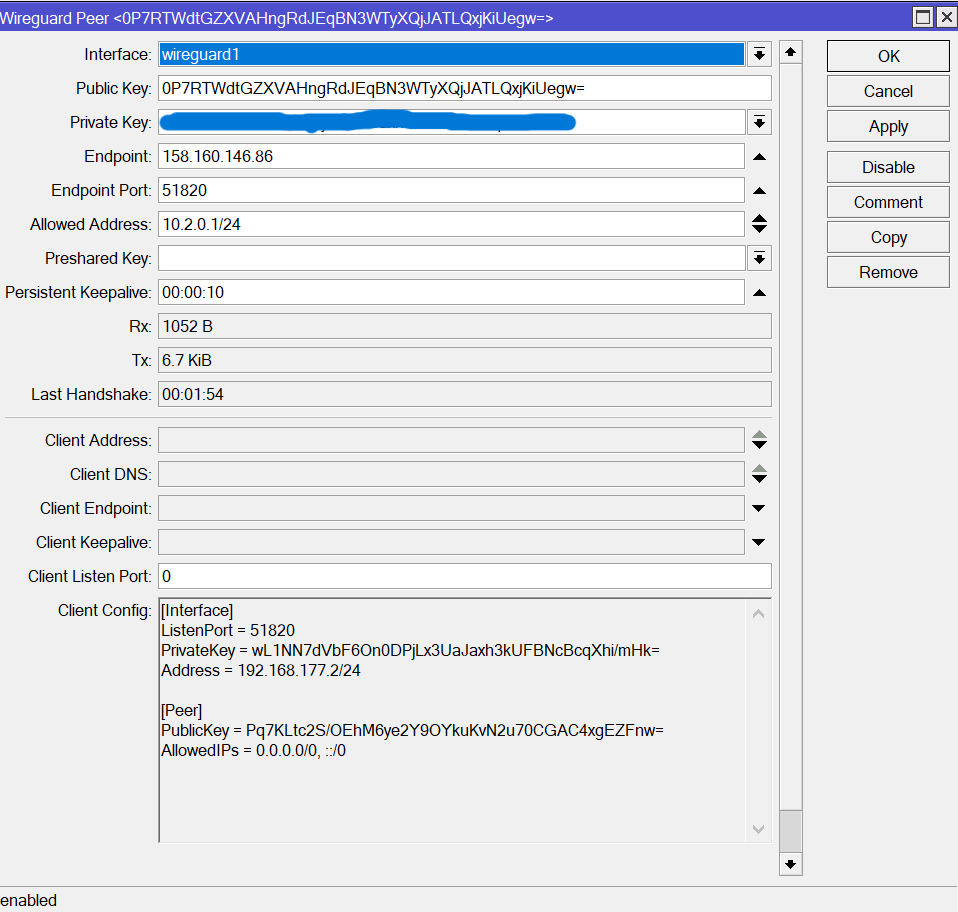 Wireguard Peer <0P7RTWdtGZXVAHngRdJEqBN3WTyXQjJATLQxjKiUegw=>
Interface: wireguard1
OK
Public Key: 0P7RTWdtGZXVAHngRdJEqBN3WTyXQjJATLQxjKiUegw=
Cancel
Private Key:
Apply
Endpoint: 158.160.146.86
Disable
Endpoint Port: 51820
Comment
Allowed Address: 10.2.0.1/24
Copy
Preshared Key:
Remove
Persistent Keepalive: 00:00:10
Rx: 1052 B
Tx: 6.7 KiB
Last Handshake: 00:01:54
Client Address:
Client DNS:
Client Endpoint:
Client Keepalive:
Client Listen Port: 0
Client Config: [Interface]
ListenPort = 51820
PrivateKey = wL1NN7dVbF6On0DPjLx3UaJaxh3kUFBNcBcqXhi/mHk=
Address = 192.168.177.2/24
[Peer]
PublicKey = Pq7KLtc2S/OEhM6ye2Y9OYkuKvN2u70CGAC4xgEZFnw=
AllowedIPs = 0.0.0.0/0, ::/0
enabled